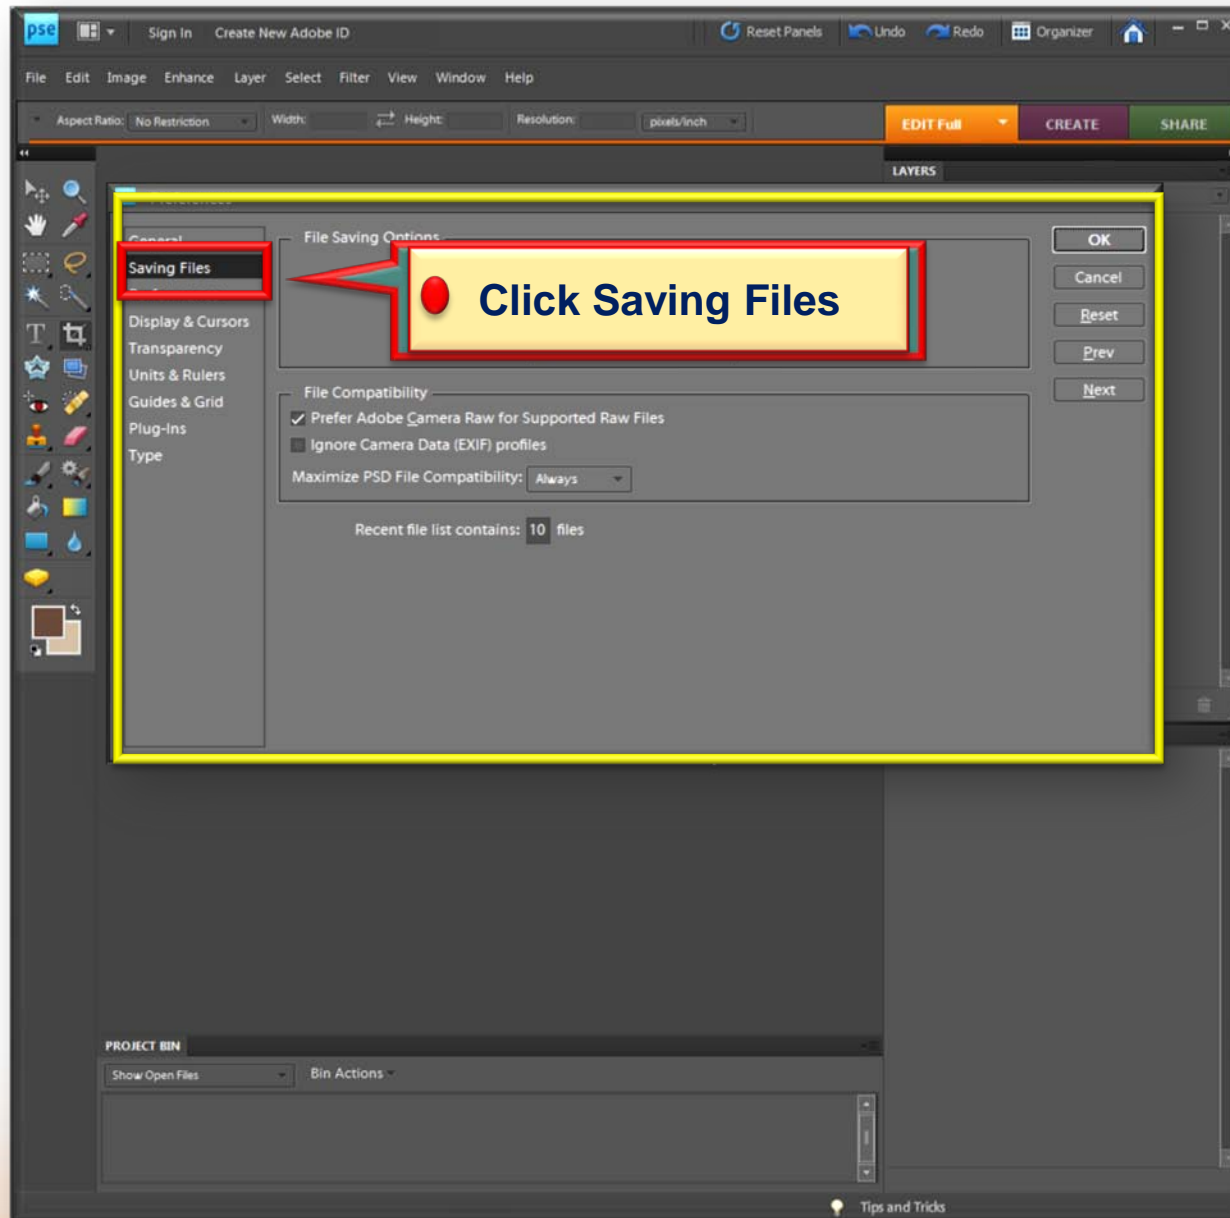 pse Sign In Create New Adobe ID Reset Panels Undo Redo Organizer
File Edit Image Enhance Layer Select Filter View Window Help
Aspect Ratio: No Restriction Width: Height: Resolution: pixels/inch EDIT Full CREATE SHARE
LAYERS
General
Saving Files
Display & Cursors
Transparency
Units & Rulers
Guides & Grid
Plug-Ins
Type
File Saving Options
Click Saving Files
File Compatibility
Prefer Adobe Camera Raw for Supported Raw Files
Ignore Camera Data (EXIF) profiles
Maximize PSD File Compatibility: Always
Recent file list contains: 10 files
OK
Cancel
Reset
Prev
Next
PROJECT BIN
Show Open Files Bin Actions
T
Tips and Tricks